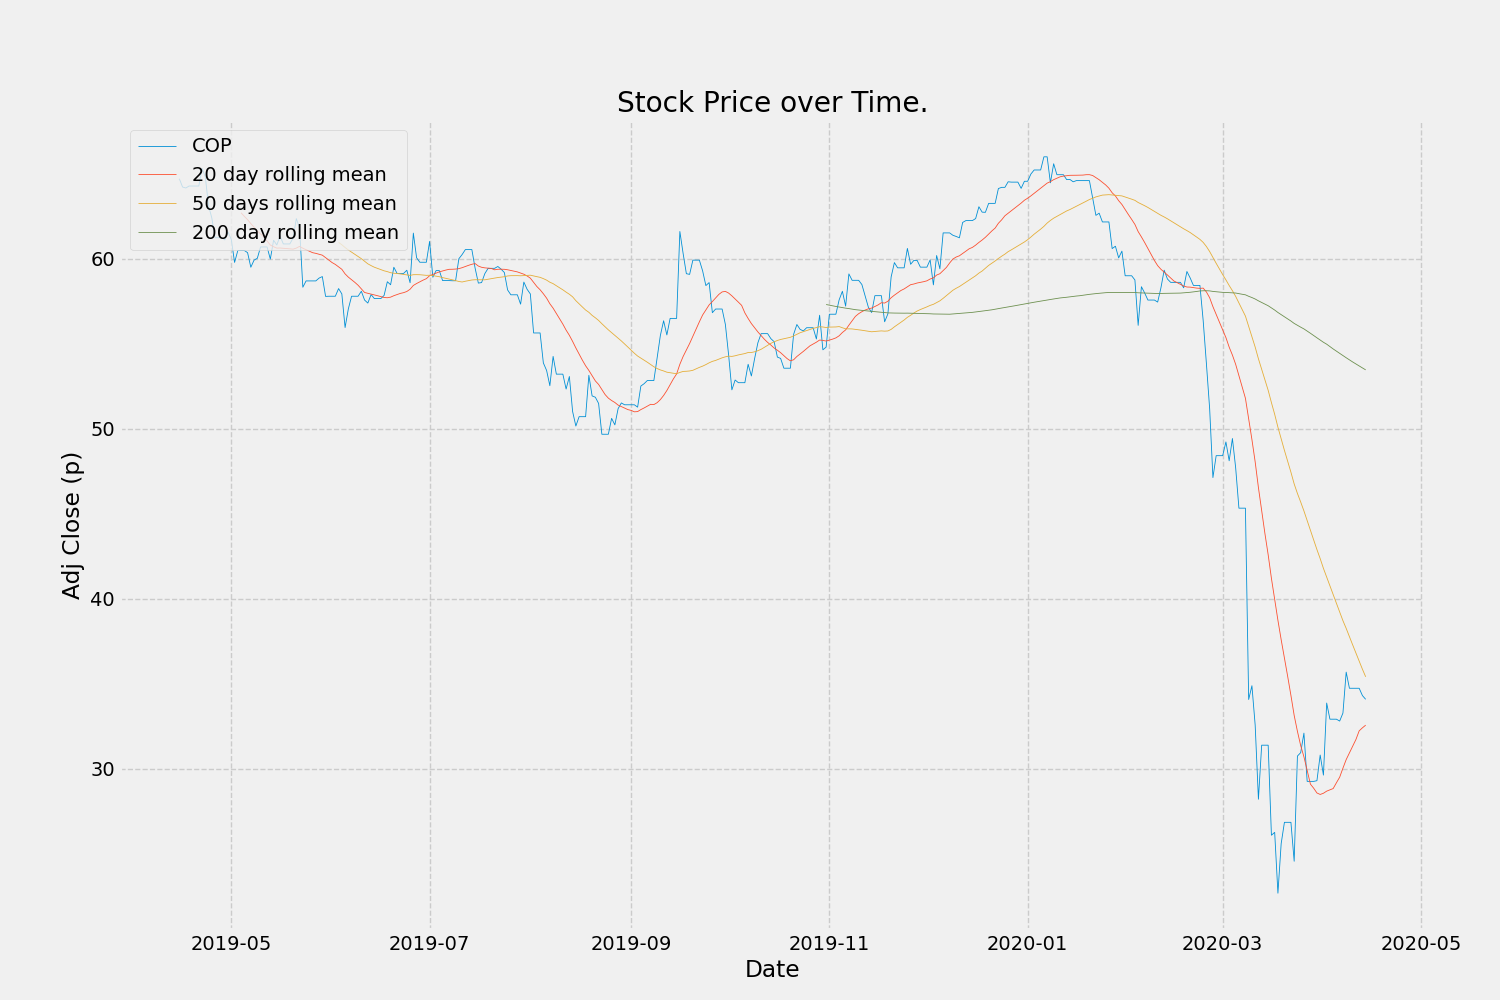 Stock Price over Time.
COP
20 day rolling mean
50 days rolling mean
200 day rolling mean
60
50
40
30
Adj Close (p)
2019-05 2019-07 2019-09 2019-11 2020-01 2020-03 2020-05
Date